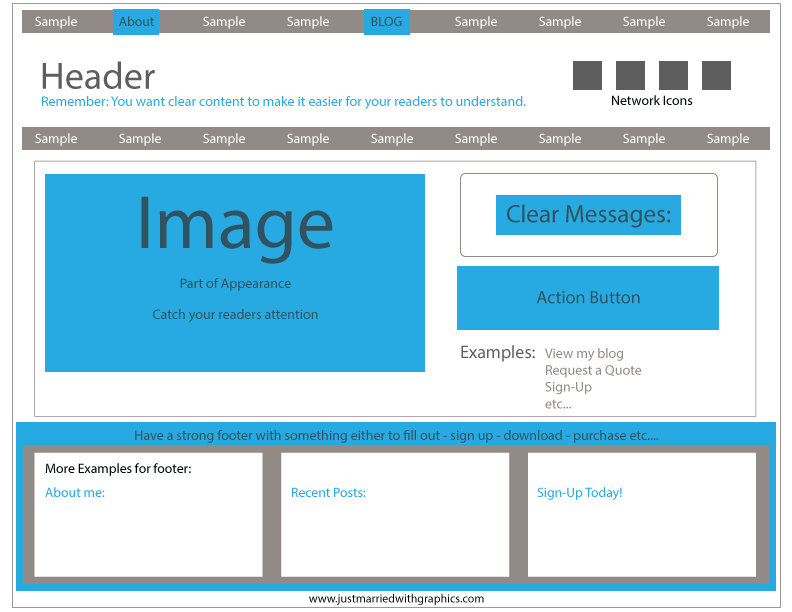 Sample About Sample Sample BLOG Sample Sample Sample Sample
Header
Remember: You want clear content to make it easier for your readers to understand.
Network Icons
Sample Sample Sample Sample Sample Sample Sample Sample Sample
Image
Part of Appearance
Catch your readers attention
Clear Messages:
Action Button
Examples: View my blog
Request a Quote
Sign-Up
etc...
Have a strong footer with something either to fill out - sign up - download - purchase etc....
More Examples for footer:
About me:
Recent Posts:
Sign-Up Today!
www.justmarriedwithgraphics.com